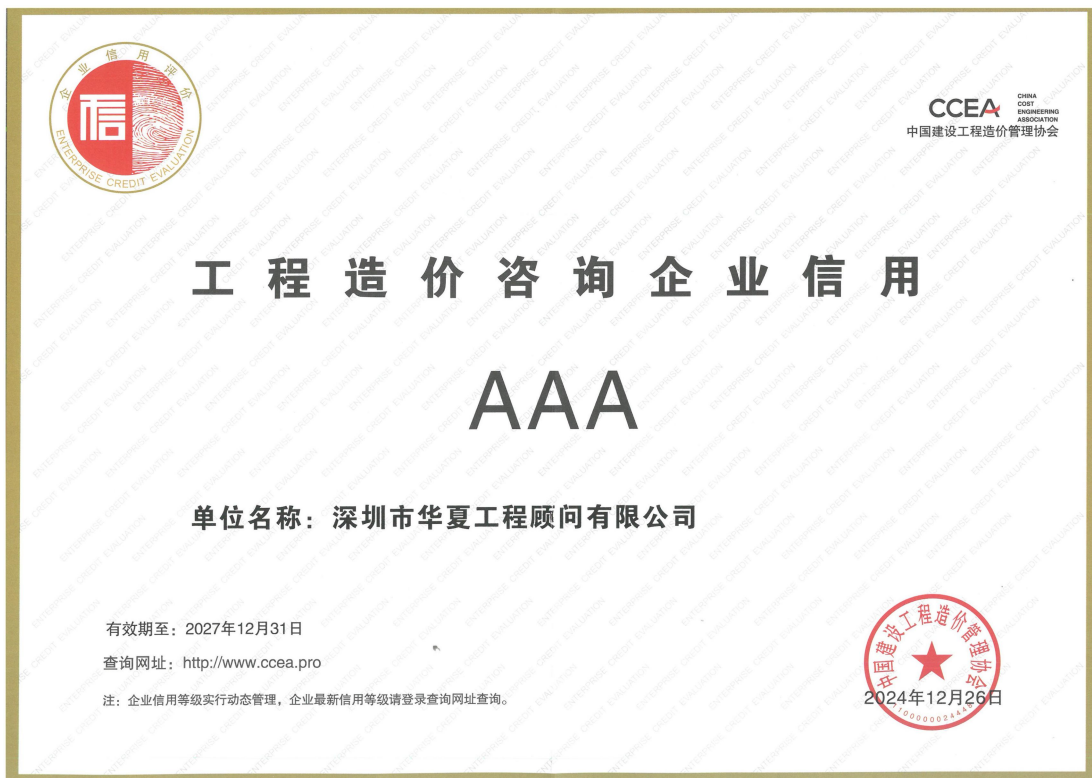 企业信用评价
ENTERPRISE CREDIT EVALUATION
CCEA
CHINA
COST
ENGINEERING
ASSOCIATION
中国建设工程造价管理协会
工程造价咨询企业信用
AAA
单位名称：深圳市华夏工程顾问有限公司
有效期至：2027年12月31日
查询网址：http://www.ccea.pro
注：企业信用等级实行动态管理，企业最新信用等级请登录查询网址查询。
中国建设工程造价管理协会
2024年12月26日